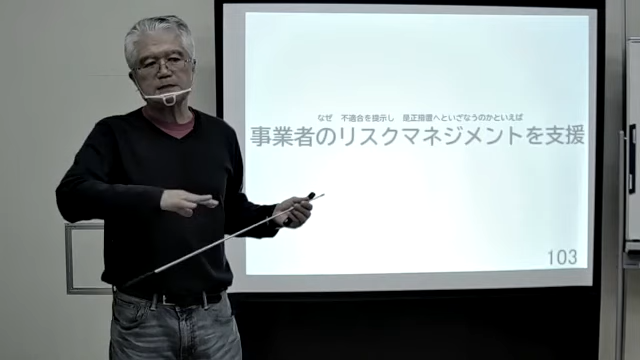 なぜ 不適合を提示し 是正措置へといざなうのかといえば
事業者のリスクマネジメントを支援
103